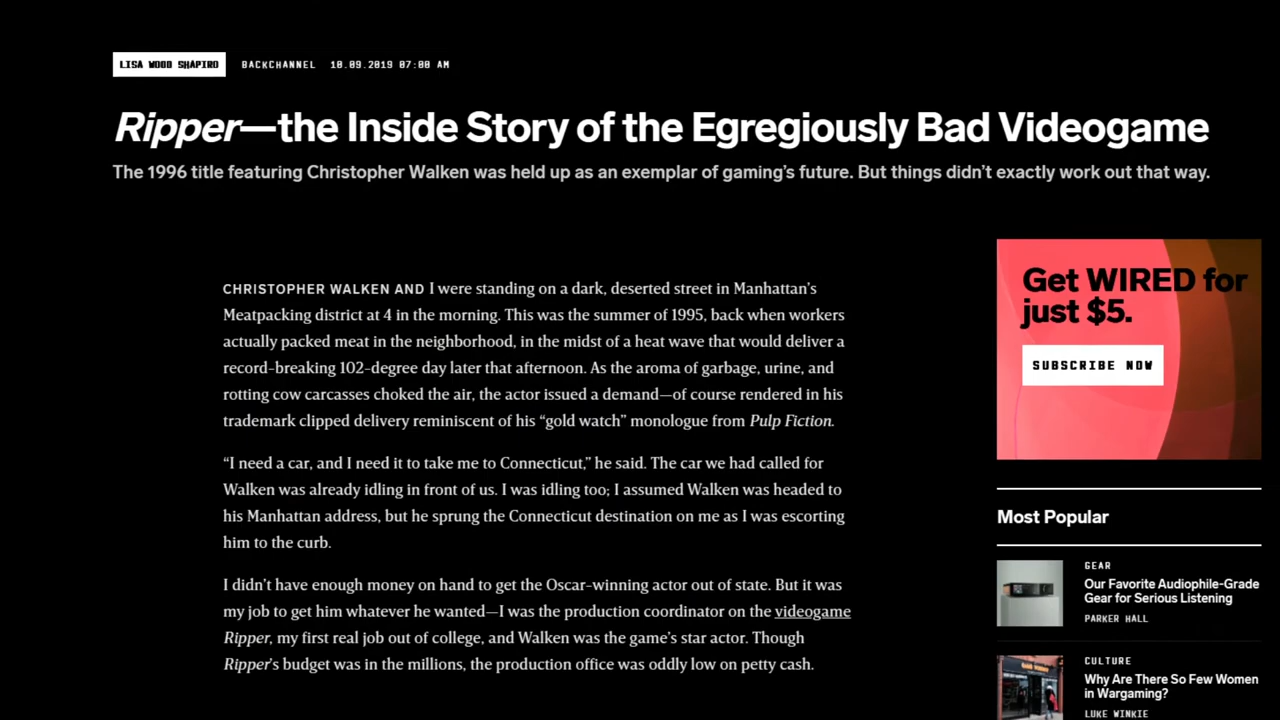 LISA WOOD SHAPIRO BACKCHANNEL 10.09.2019 07:00 AM
Ripper—the Inside Story of the Egregiously Bad Videogame
The 1996 title featuring Christopher Walken was held up as an exemplar of gaming’s future. But things didn’t exactly work out that way.
CHRISTOPHER WALKEN AND I were standing on a dark, deserted street in Manhattan’s
Meatpacking district at 4 in the morning. This was the summer of 1995, back when workers
actually packed meat in the neighborhood, in the midst of a heat wave that would deliver a
record-breaking 102-degree day later that afternoon. As the aroma of garbage, urine, and
rotting cow carcasses choked the air, the actor issued a demand—of course rendered in his
trademark clipped delivery reminiscent of his “gold watch” monologue from Pulp Fiction.
“I need a car, and I need it to take me to Connecticut,” he said. The car we had called for
Walken was already idling in front of us. I was idling too; I assumed Walken was headed to
his Manhattan address, but he sprung the Connecticut destination on me as I was escorting
him to the curb.
I didn’t have enough money on hand to get the Oscar-winning actor out of state. But it was
my job to get him whatever he wanted—I was the production coordinator on the videogame
Ripper, my first real job out of college, and Walken was the game’s star actor. Though
Ripper’s budget was in the millions, the production office was oddly low on petty cash.
Get WIRED for
just $5.
SUBSCRIBE NOW
Most Popular
GEAR
Our Favorite Audiophile-Grade
Gear for Serious Listening
PARKER HALL
CULTURE
Why Are There So Few Women
in Wargaming?
LUKE WINKIE